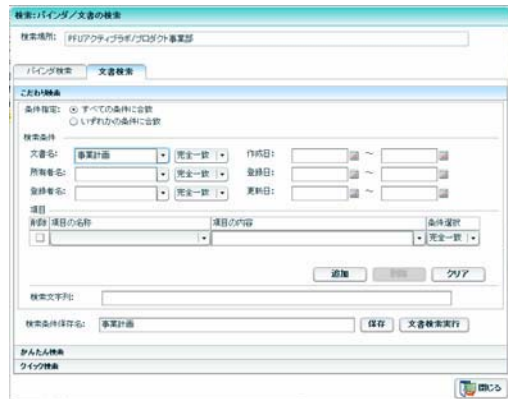 検索:バインダ/文書の検索
検索場所: PFUアクティブラボ/プロダクト事業部
バインダ検索 文書検索
こだわり検索
条件指定: すべての条件に合致
いずれかの条件に合致
検索条件
文書名: 事業計画 完全一致 作成日: ～
所有者名: 完全一致 登録日: ～
登録者名: 完全一致 更新日: ～
項目
削除 項目の名称 項目の内容 条件選択
完全一致
追加 削除 クリア
検索文字列:
検索条件保存名: 事業計画 保存 文書検索実行
かんたん検索
クイック検索
閉じる